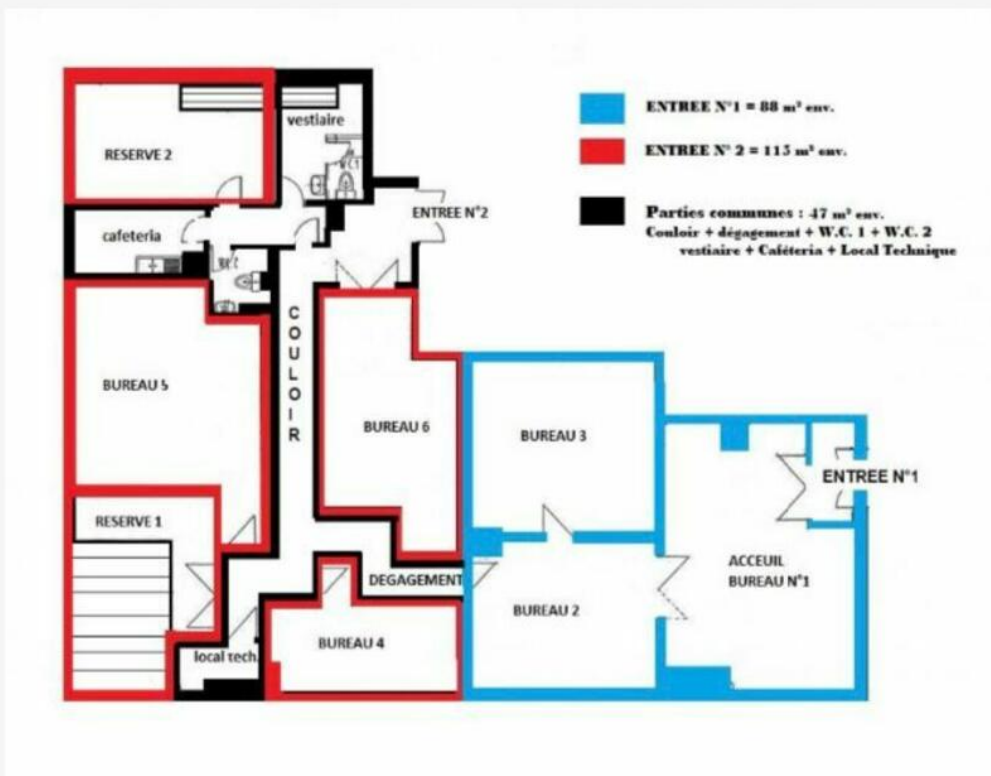 vestiaire
RESERVE 2
W.C 1
ENTREE N°2
cafeteria
W.C 2
COULOIR
BUREAU 5
BUREAU 6
BUREAU 3
RESERVE 1
ENTREE N°1
ACCEUIL
BUREAU N°1
DEGAGEMENT
BUREAU 2
BUREAU 4
local tech.
ENTREE N°1 = 88 m² env.
ENTREE N° 2 = 115 m² env.
Parties communes : 47 m² env.
Couloir + dégagement + W.C. 1 + W.C. 2
vestiaire + Caféteria + Local Technique